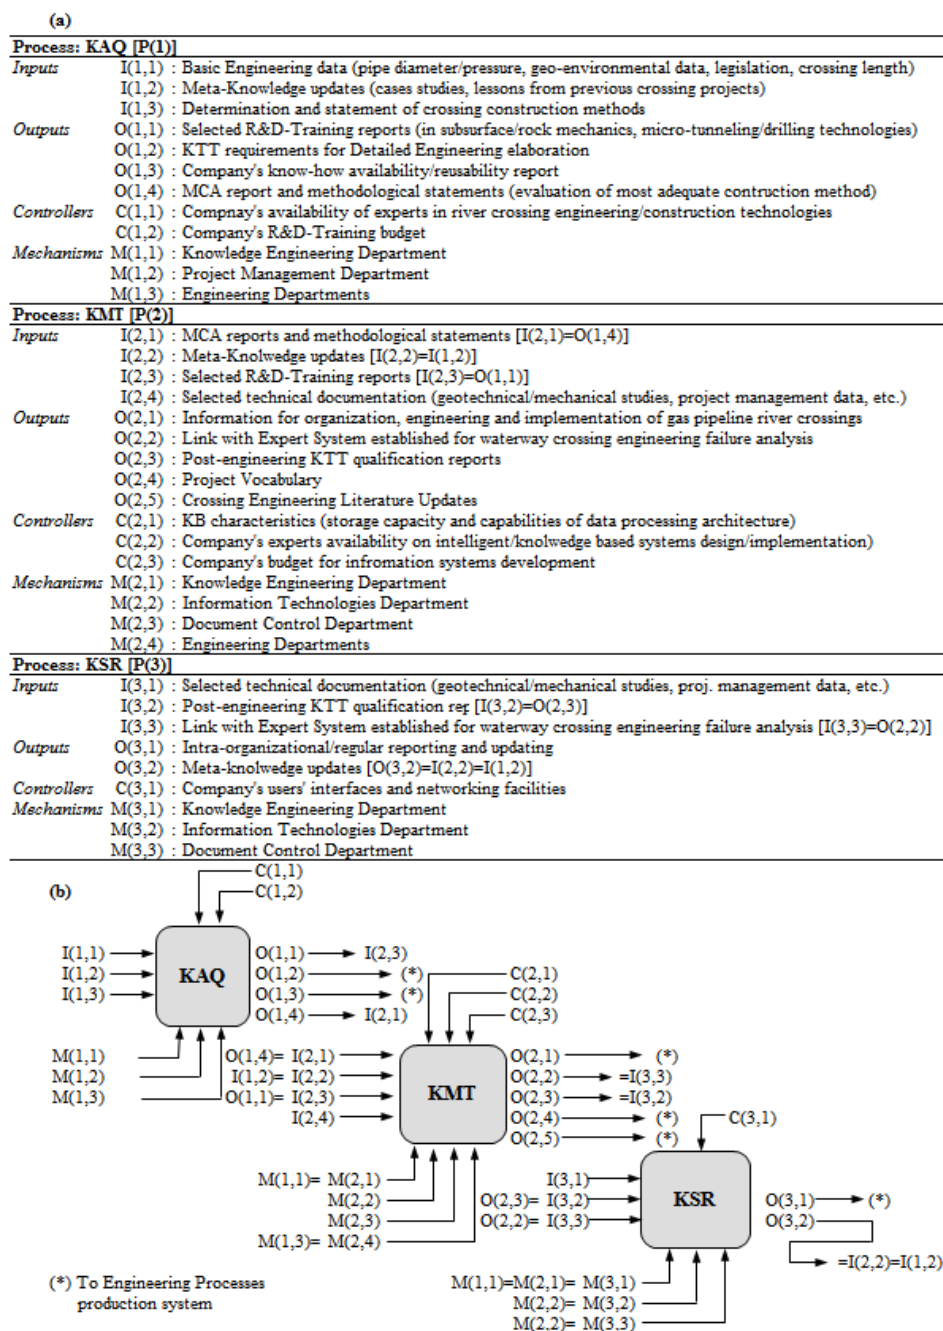 (a)
Process: KAQ [P(1)]
Inputs I(1,1) : Basic Engineering data (pipe diameter/pressure, geo-environmental data, legislation, crossing length)
I(1,2) : Meta-Knowledge updates (cases studies, lessons from previous crossing projects)
I(1,3) : Determination and statement of crossing construction methods
Outputs O(1,1) : Selected R&D-Training reports (in subsurface/rock mechanics, micro-tunneling/drilling technologies)
O(1,2) : KTT requirements for Detailed Engineering elaboration
O(1,3) : Company's know-how availability/reusability report
O(1,4) : MCA report and methodological statements (evaluation of most adequate contruction method)
Controllers C(1,1) : Compnay's availability of experts in river crossing engineering/construction technologies
C(1,2) : Company's R&D-Training budget
Mechanisms M(1,1) : Knowledge Engineering Department
M(1,2) : Project Management Department
M(1,3) : Engineering Departments
Process: KMT [P(2)]
Inputs I(2,1) : MCA reports and methodological statements [I(2,1)=O(1,4)]
I(2,2) : Meta-Knolwedge updates [I(2,2)=I(1,2)]
I(2,3) : Selected R&D-Training reports [I(2,3)=O(1,1)]
I(2,4) : Selected technical documentation (geotechnical/mechanical studies, project management data, etc.)
Outputs O(2,1) : Information for organization, engineering and implementation of gas pipeline river crossings
O(2,2) : Link with Expert System established for waterway crossing engineering failure analysis
O(2,3) : Post-engineering KTT qualification reports
O(2,4) : Project Vocabulary
O(2,5) : Crossing Engineering Literature Updates
Controllers C(2,1) : KB characteristics (storage capacity and capabilities of data processing architecture)
C(2,2) : Company's experts availability on intelligent/knolwedge based systems design/implementation)
C(2,3) : Company's budget for infromation systems development
Mechanisms M(2,1) : Knowledge Engineering Department
M(2,2) : Information Technologies Department
M(2,3) : Document Control Department
M(2,4) : Engineering Departments
Process: KSR [P(3)]
Inputs I(3,1) : Selected technical documentation (geotechnical/mechanical studies, proj. management data, etc.)
I(3,2) : Post-engineering KTT qualification rep [I(3,2)=O(2,3)]
I(3,3) : Link with Expert System established for waterway crossing engineering failure analysis [I(3,3)=O(2,2)]
Outputs O(3,1) : Intra-organizational/regular reporting and updating
O(3,2) : Meta-knolwedge updates [O(3,2)=I(2,2)=I(1,2)]
Controllers C(3,1) : Company's users' interfaces and networking facilities
Mechanisms M(3,1) : Knowledge Engineering Department
M(3,2) : Information Technologies Department
M(3,3) : Document Control Department
(b)
C(1,1)
C(1,2)
I(1,1)
I(1,2)
I(1,3)
KAQ
O(1,1) I(2,3)
O(1,2) (*)
O(1,3) (*)
O(1,4) I(2,1)
M(1,1)
M(1,2)
M(1,3)
C(2,1)
C(2,2)
C(2,3)
O(1,4)= I(2,1)
I(1,2)= I(2,2)
O(1,1)= I(2,3)
I(2,4)
KMT
O(2,1) (*)
O(2,2) =I(3,3)
O(2,3) =I(3,2)
O(2,4) (*)
O(2,5) (*)
M(1,1)= M(2,1)
M(2,2)
M(2,3)
M(1,3)= M(2,4)
C(3,1)
I(3,1)
O(2,3)= I(3,2)
O(2,2)= I(3,3)
KSR
O(3,1) (*)
O(3,2)
=I(2,2)=I(1,2)
M(1,1)=M(2,1)= M(3,1)
M(2,2)= M(3,2)
M(2,2)= M(3,3)
(*) To Engineering Processes
production system